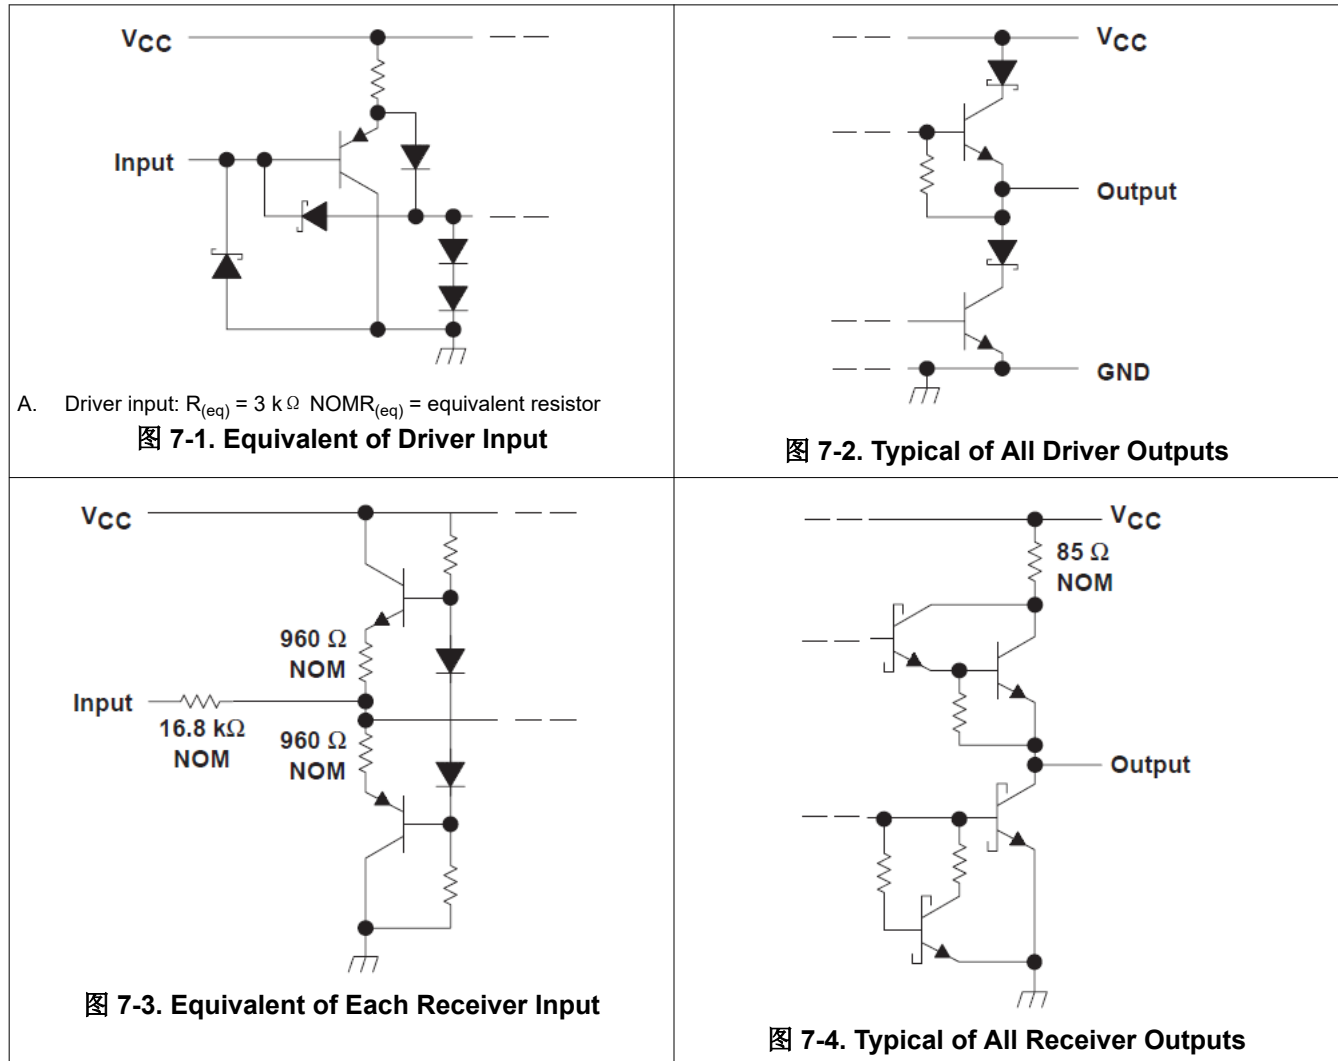 VCC
Input
A. Driver input: R(eq) = 3 kΩ NOMR(eq) = equivalent resistor
图 7-1. Equivalent of Driver Input
VCC
Output
GND
图 7-2. Typical of All Driver Outputs
VCC
960 Ω
NOM
Input
16.8 kΩ
NOM
960 Ω
NOM
图 7-3. Equivalent of Each Receiver Input
VCC
85 Ω
NOM
Output
图 7-4. Typical of All Receiver Outputs